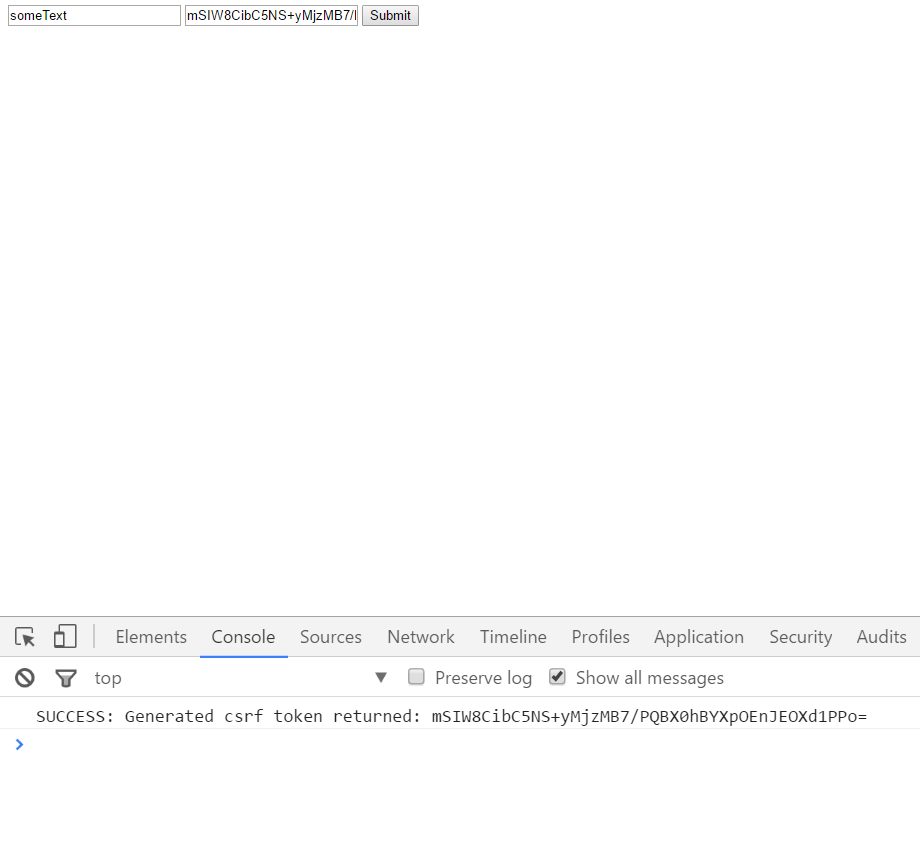 someText mSIW8CibC5NS+yMjzMB7/ Submit
Elements Console Sources Network Timeline Profiles Application Security Audits
top Preserve log Show all messages
SUCCESS: Generated csrf token returned: mSIW8CibC5NS+yMjzMB7/PQBX0hBYXpOEnJEOXd1PPo=